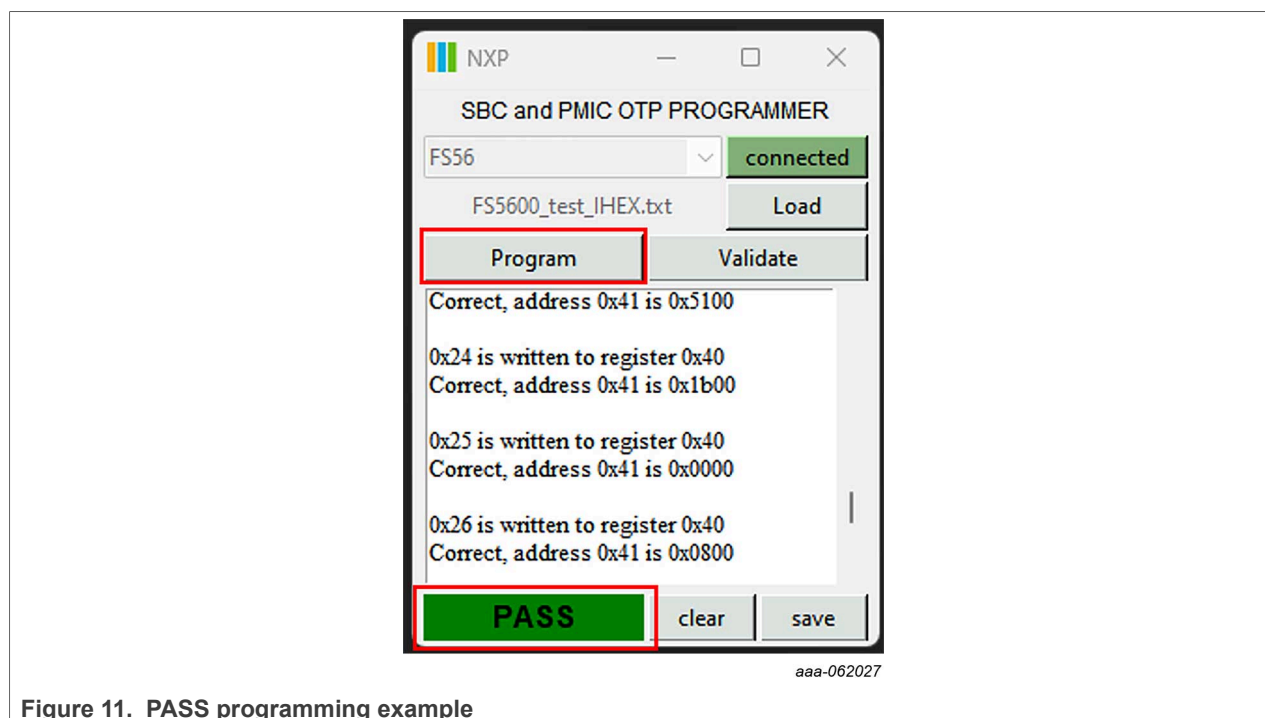 NXP
SBC and PMIC OTP PROGRAMMER
FS56
connected
FS5600_test_IHEX.txt
Load
Program
Validate
Correct, address 0x41 is 0x5100
0x24 is written to register 0x40
Correct, address 0x41 is 0x1b00
0x25 is written to register 0x40
Correct, address 0x41 is 0x0000
0x26 is written to register 0x40
Correct, address 0x41 is 0x0800
PASS
clear
save
aaa-062027
Figure 11. PASS programming example